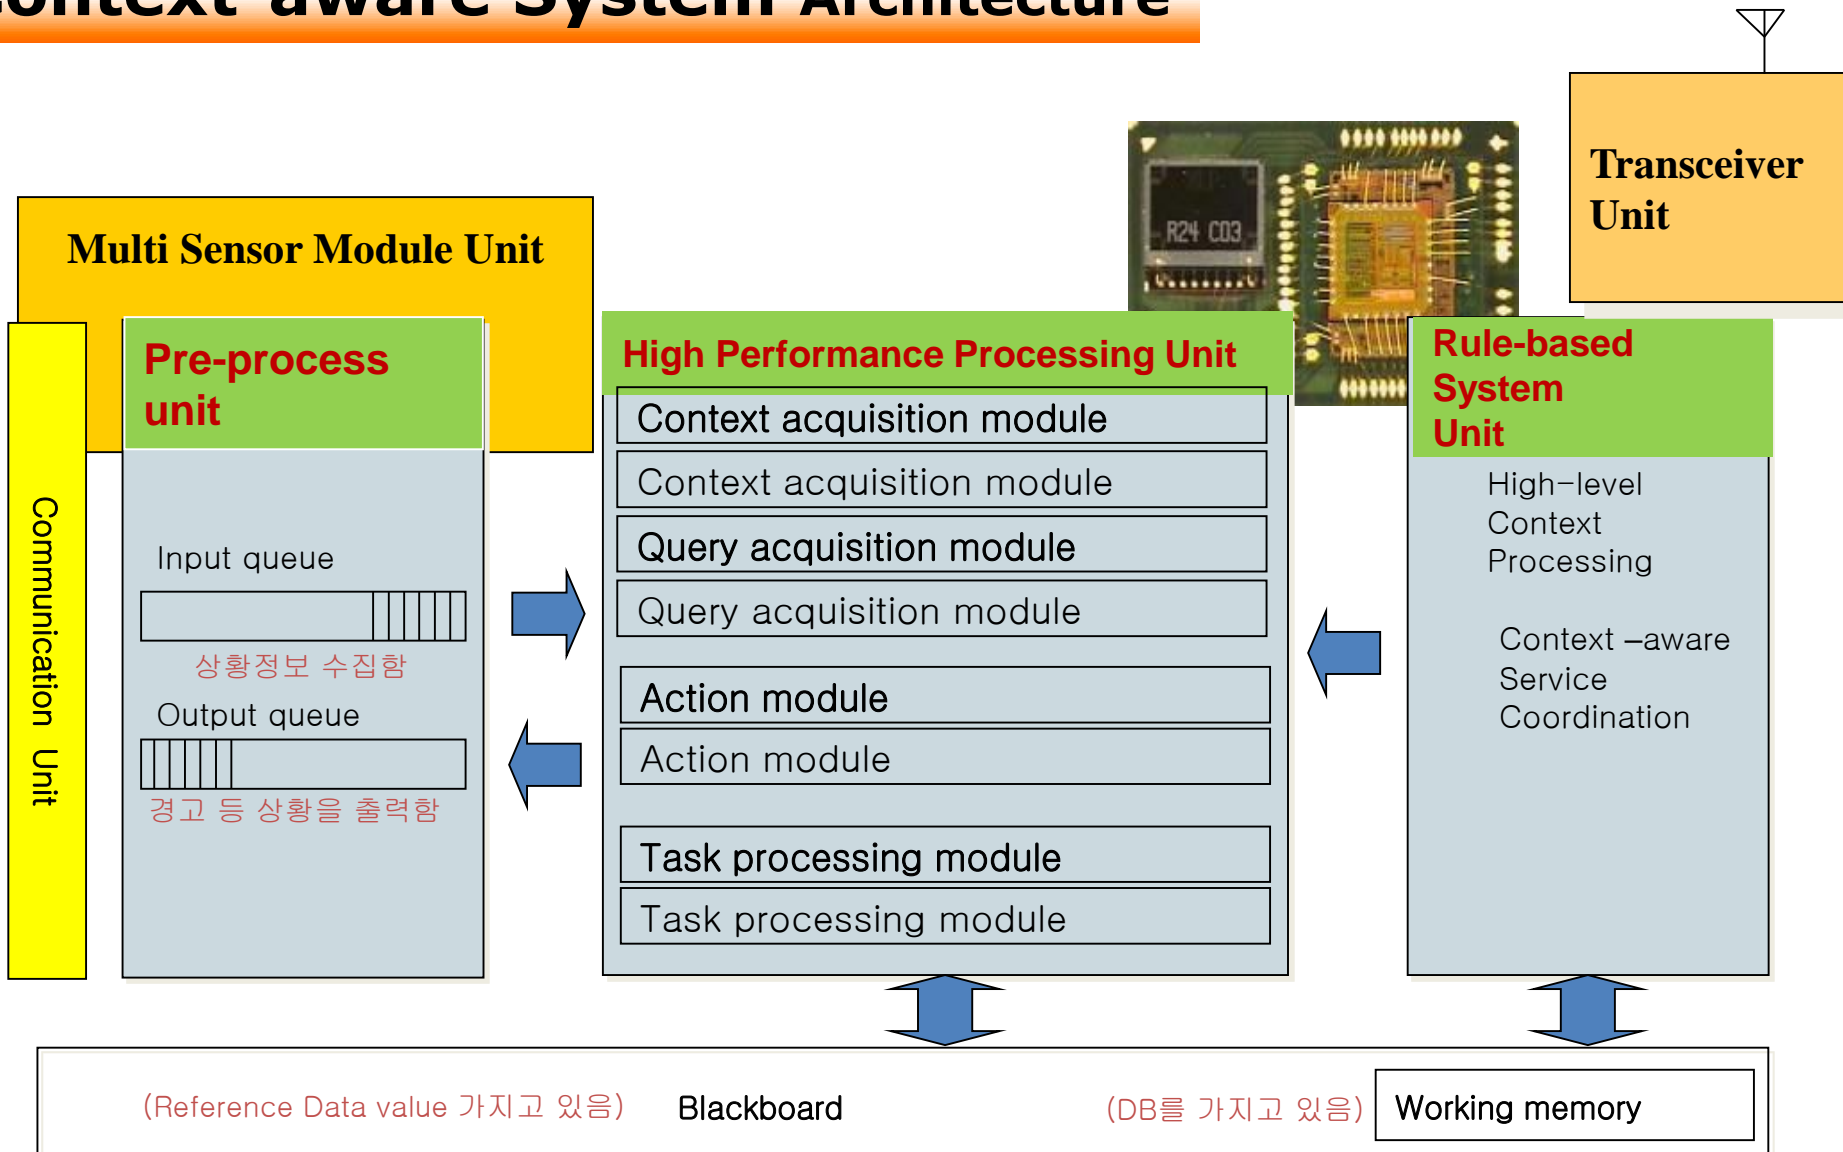 ontext-aware System Architecture
Transceiver
Unit
R24 C03
Multi Sensor Module Unit
Pre-process
unit
High Performance Processing Unit
Rule-based
System
Unit
Communication Unit
Input queue
상황정보 수집함
Output queue
경고 등 상황을 출력함
Context acquisition module
Context acquisition module
Query acquisition module
Query acquisition module
Action module
Action module
Task processing module
Task processing module
High-level
Context
Processing
Context –aware
Service
Coordination
(Reference Data value 가지고 있음) Blackboard
(DB를 가지고 있음) Working memory